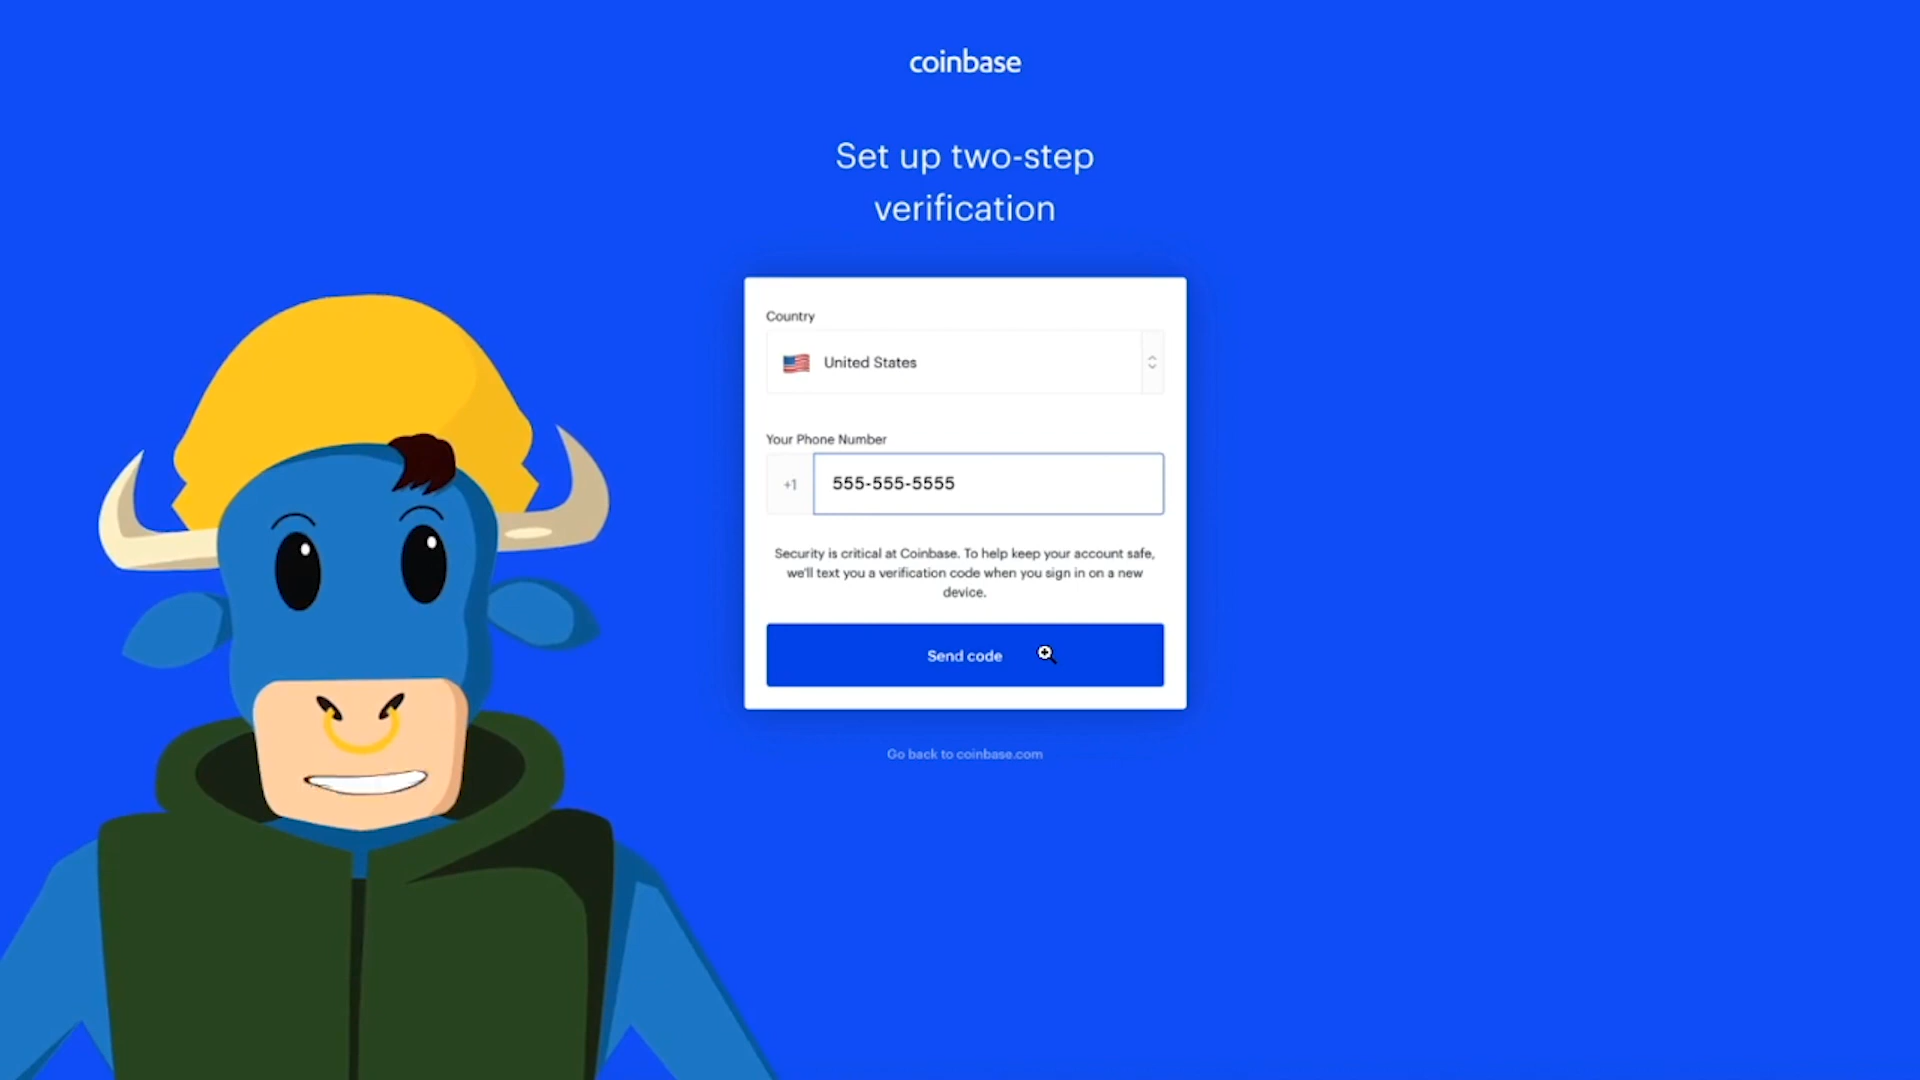 coinbase
Set up two-step
verification
Country
United States
Your Phone Number
+1
555-555-5555
Security is critical at Coinbase. To help keep your account safe,
we'll text you a verification code when you sign in on a new
device.
Send code
Go back to coinbase.com